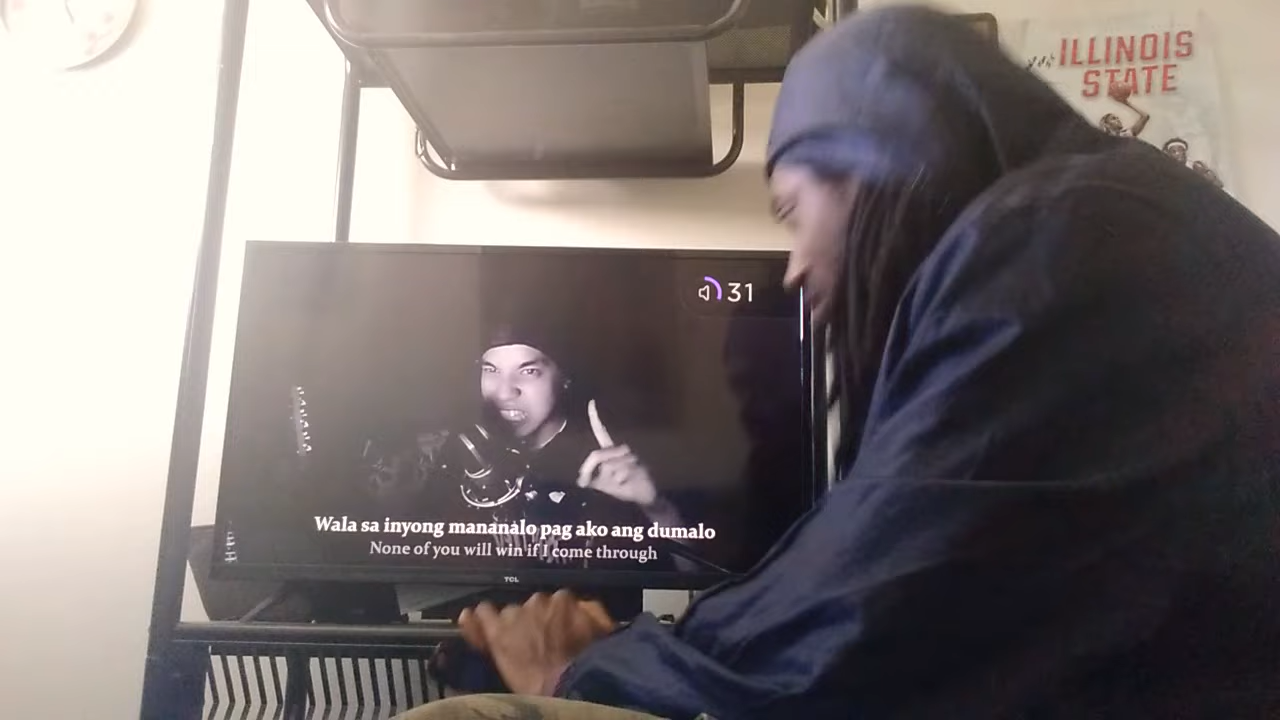 ILLINOIS
STATE
31
Wala sa inyong mananalo pag ako ang dumalo
None of you will win if I come through
TCL